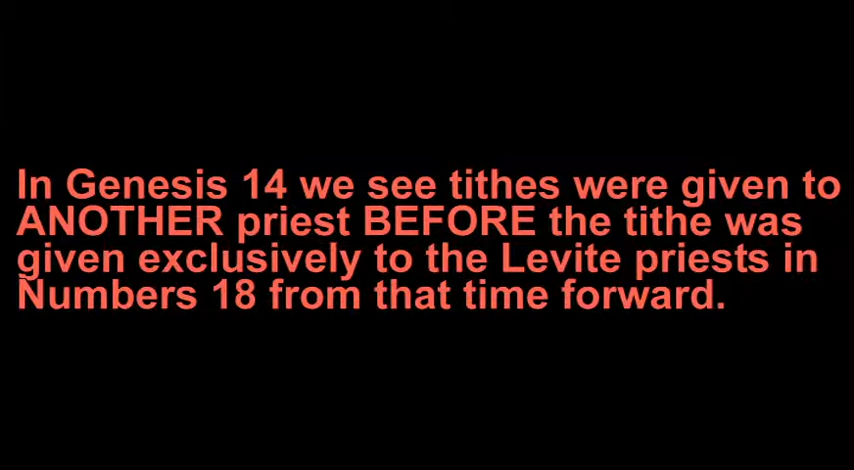 In Genesis 14 we see tithes were given to
ANOTHER priest BEFORE the tithe was
given exclusively to the Levite priests in
Numbers 18 from that time forward.